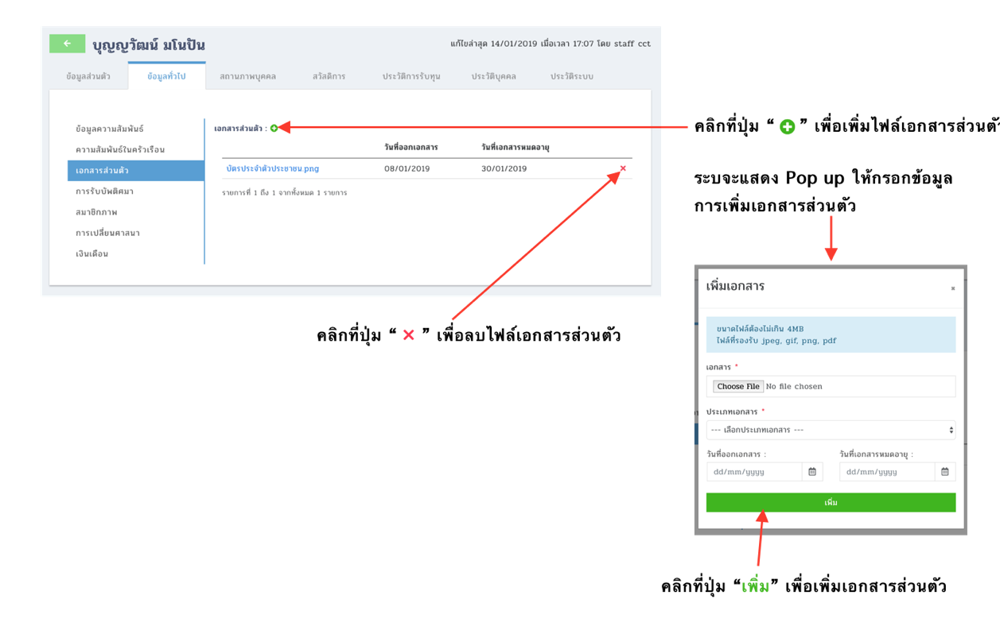 บุญญวัฒน์ มโนปัน
แก้ไขล่าสุด 14/01/2019 เมื่อเวลา 17:07 โดย staff cct
ข้อมูลส่วนตัว ข้อมูลทั่วไป สถานภาพบุคคล สวัสดิการ ประวัติการรับทุน ประวัติบุคคล ประวัติระบบ
ข้อมูลความสัมพันธ์
ความสัมพันธ์ในครัวเรือน
เอกสารส่วนตัว
การรับบัพติศมา
สมาชิกภาพ
การเปลี่ยนศาสนา
เงินเดือน
เอกสารส่วนตัว :
วันที่ออกเอกสาร วันที่เอกสารหมดอายุ
บัตรประจำตัวประชาชน.png 08/01/2019 30/01/2019 ×
รายการที่ 1 ถึง 1 จากทั้งหมด 1 รายการ
คลิกที่ปุ่ม “ + ” เพื่อเพิ่มไฟล์เอกสารส่วนตัว
ระบจะแสดง Pop up ให้กรอกข้อมูล
การเพิ่มเอกสารส่วนตัว
คลิกที่ปุ่ม “ × ” เพื่อลบไฟล์เอกสารส่วนตัว
เพิ่มเอกสาร ×
ขนาดไฟล์ต้องไม่เกิน 4MB
ไฟล์ที่รองรับ jpeg, gif, png, pdf
เอกสาร *
Choose File No file chosen
ประเภทเอกสาร *
--- เลือกประเภทเอกสาร ---
วันที่ออกเอกสาร : วันที่เอกสารหมดอายุ :
dd/mm/yyyy dd/mm/yyyy
เพิ่ม
คลิกที่ปุ่ม “เพิ่ม” เพื่อเพิ่มเอกสารส่วนตัว